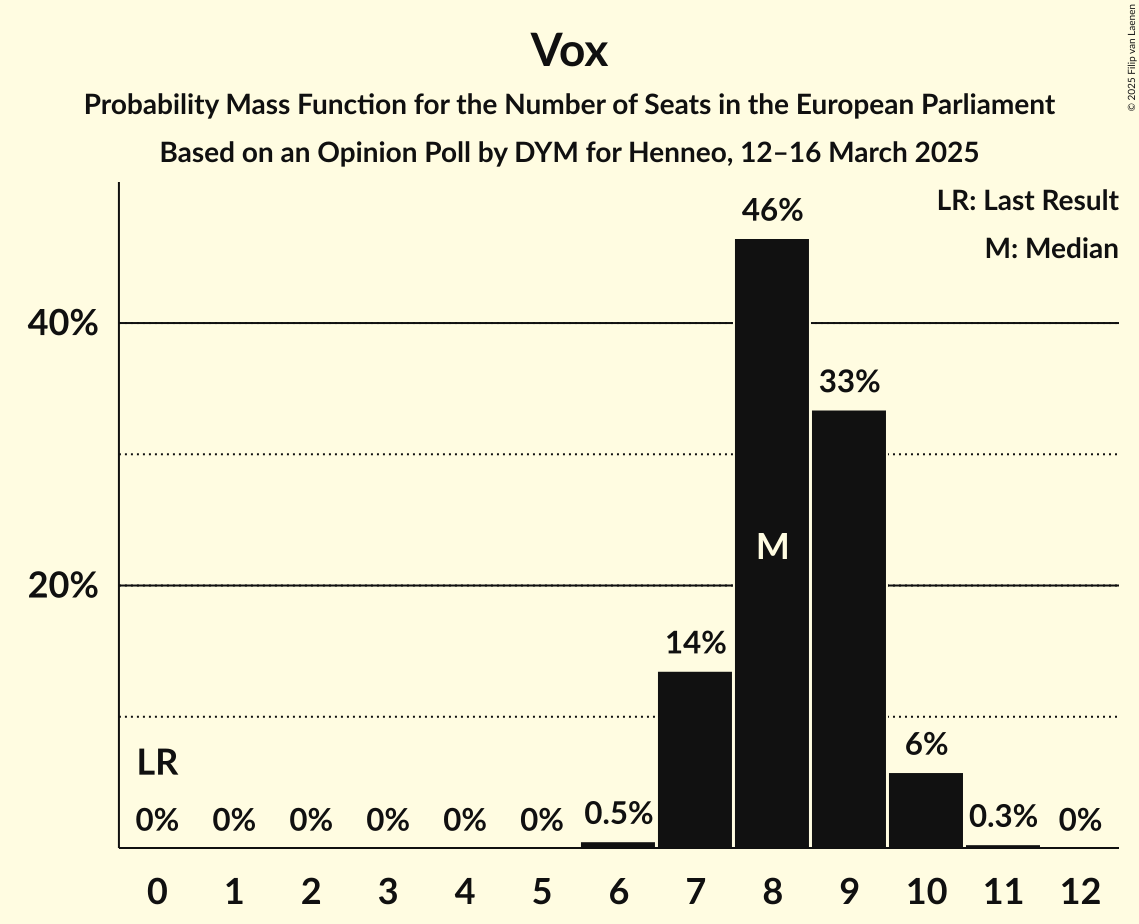 Vox
Probability Mass Function for the Number of Seats in the European Parliament
Based on an Opinion Poll by DYM for Henneo, 12–16 March 2025
© 2025 Filip van Laenen
LR: Last Result
M: Median
46%
40%
33%
M
20%
14%
6%
LR
0% 0% 0% 0% 0% 0% 0.5% 0.3% 0%
0 1 2 3 4 5 6 7 8 9 10 11 12